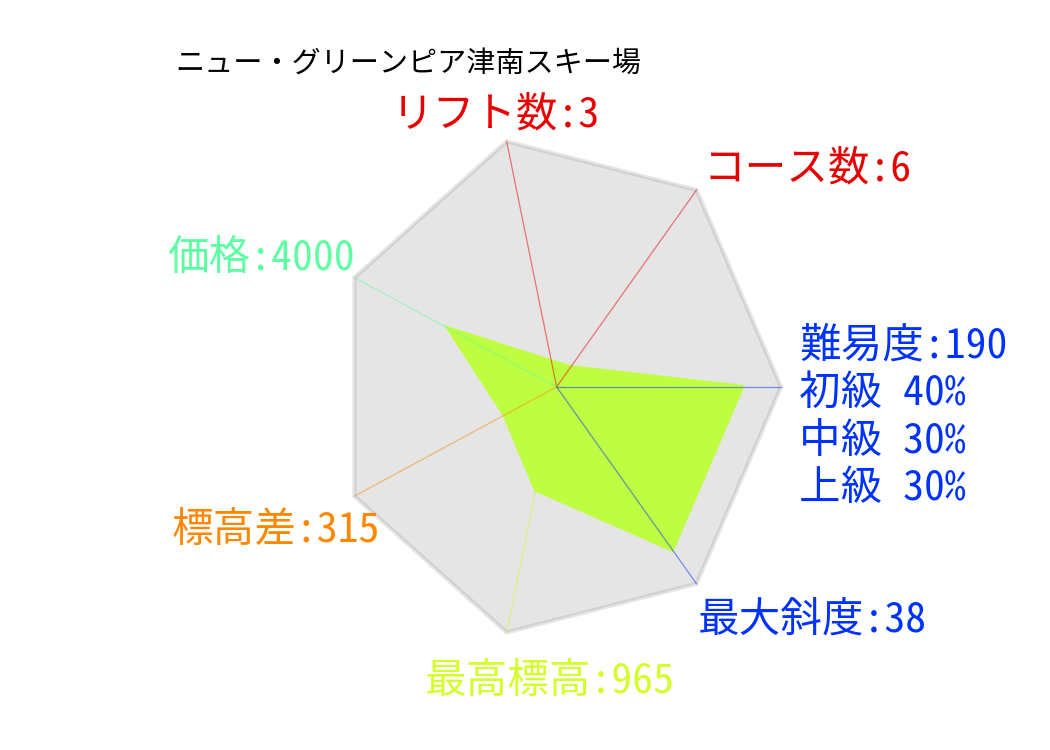 ニュー・グリーンピア津南スキー場
リフト数:3
コース数:6
価格:4000
難易度:190
初級 40%
中級 30%
上級 30%
標高差:315
最大斜度:38
最高標高:965